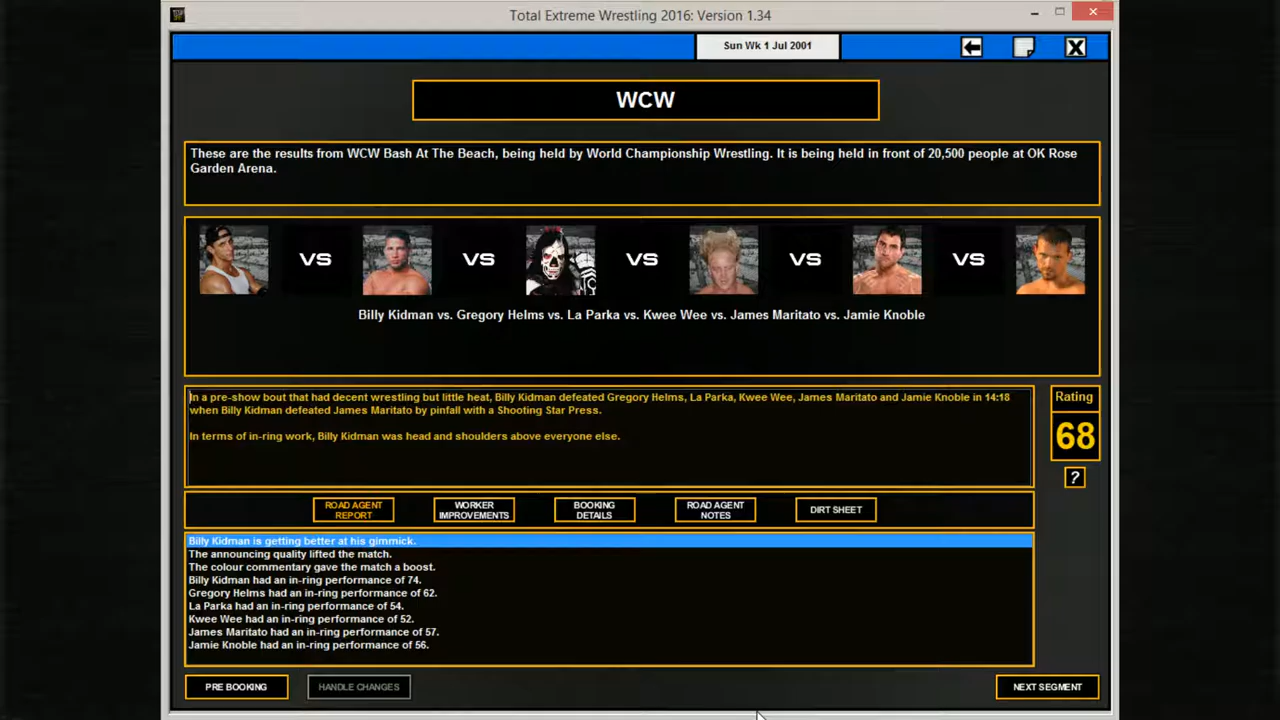 Total Extreme Wrestling 2016: Version 1.34
Sun Wk 1 Jul 2001
WCW
These are the results from WCW Bash At The Beach, being held by World Championship Wrestling. It is being held in front of 20,500 people at OK Rose
Garden Arena.
VS VS VS VS VS
Billy Kidman vs. Gregory Helms vs. La Parka vs. Kwee Wee vs. James Maritato vs. Jamie Knoble
In a pre-show bout that had decent wrestling but little heat, Billy Kidman defeated Gregory Helms, La Parka, Kwee Wee, James Maritato and Jamie Knoble in 14:18
when Billy Kidman defeated James Maritato by pinfall with a Shooting Star Press.
In terms of in-ring work, Billy Kidman was head and shoulders above everyone else.
Rating
68
?
ROAD AGENT
REPORT
WORKER
IMPROVEMENTS
BOOKING
DETAILS
ROAD AGENT
NOTES
DIRT SHEET
Billy Kidman is getting better at his gimmick.
The announcing quality lifted the match.
The colour commentary gave the match a boost.
Billy Kidman had an in-ring performance of 74.
Gregory Helms had an in-ring performance of 62.
La Parka had an in-ring performance of 54.
Kwee Wee had an in-ring performance of 52.
James Maritato had an in-ring performance of 57.
Jamie Knoble had an in-ring performance of 56.
PRE BOOKING
HANDLE CHANGES
NEXT SEGMENT